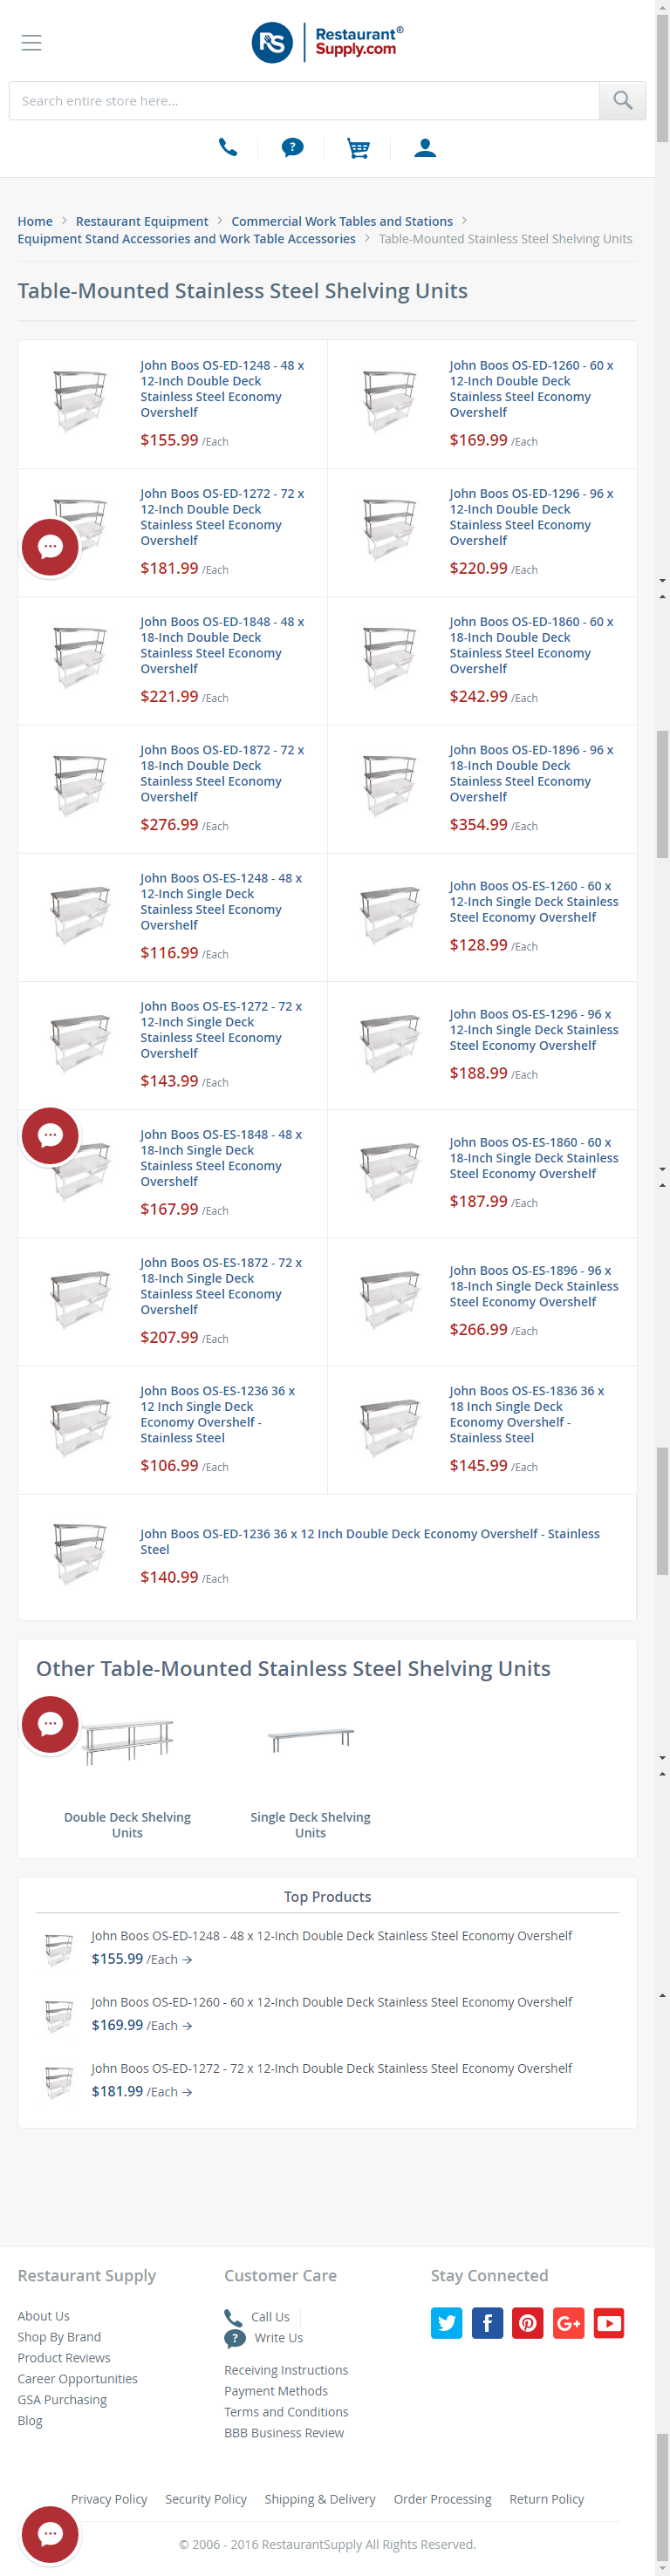 RS Restaurant®
Supply.com
Search entire store here...
Home > Restaurant Equipment > Commercial Work Tables and Stations >
Equipment Stand Accessories and Work Table Accessories > Table-Mounted Stainless Steel Shelving Units
Table-Mounted Stainless Steel Shelving Units
John Boos OS-ED-1248 - 48 x
12-Inch Double Deck
Stainless Steel Economy
Overshelf
$155.99 /Each
John Boos OS-ED-1260 - 60 x
12-Inch Double Deck
Stainless Steel Economy
Overshelf
$169.99 /Each
John Boos OS-ED-1272 - 72 x
12-Inch Double Deck
Stainless Steel Economy
Overshelf
$181.99 /Each
John Boos OS-ED-1296 - 96 x
12-Inch Double Deck
Stainless Steel Economy
Overshelf
$220.99 /Each
John Boos OS-ED-1848 - 48 x
18-Inch Double Deck
Stainless Steel Economy
Overshelf
$221.99 /Each
John Boos OS-ED-1860 - 60 x
18-Inch Double Deck
Stainless Steel Economy
Overshelf
$242.99 /Each
John Boos OS-ED-1872 - 72 x
18-Inch Double Deck
Stainless Steel Economy
Overshelf
$276.99 /Each
John Boos OS-ED-1896 - 96 x
18-Inch Double Deck
Stainless Steel Economy
Overshelf
$354.99 /Each
John Boos OS-ES-1248 - 48 x
12-Inch Single Deck
Stainless Steel Economy
Overshelf
$116.99 /Each
John Boos OS-ES-1260 - 60 x
12-Inch Single Deck Stainless
Steel Economy Overshelf
$128.99 /Each
John Boos OS-ES-1272 - 72 x
12-Inch Single Deck
Stainless Steel Economy
Overshelf
$143.99 /Each
John Boos OS-ES-1296 - 96 x
12-Inch Single Deck Stainless
Steel Economy Overshelf
$188.99 /Each
John Boos OS-ES-1848 - 48 x
18-Inch Single Deck
Stainless Steel Economy
Overshelf
$167.99 /Each
John Boos OS-ES-1860 - 60 x
18-Inch Single Deck Stainless
Steel Economy Overshelf
$187.99 /Each
John Boos OS-ES-1872 - 72 x
18-Inch Single Deck
Stainless Steel Economy
Overshelf
$207.99 /Each
John Boos OS-ES-1896 - 96 x
18-Inch Single Deck Stainless
Steel Economy Overshelf
$266.99 /Each
John Boos OS-ES-1236 36 x
12 Inch Single Deck
Economy Overshelf -
Stainless Steel
$106.99 /Each
John Boos OS-ES-1836 36 x
18 Inch Single Deck
Economy Overshelf -
Stainless Steel
$145.99 /Each
John Boos OS-ED-1236 36 x 12 Inch Double Deck Economy Overshelf - Stainless
Steel
$140.99 /Each
Other Table-Mounted Stainless Steel Shelving Units
Double Deck Shelving
Units
Single Deck Shelving
Units
Top Products
John Boos OS-ED-1248 - 48 x 12-Inch Double Deck Stainless Steel Economy Overshelf
$155.99 /Each →
John Boos OS-ED-1260 - 60 x 12-Inch Double Deck Stainless Steel Economy Overshelf
$169.99 /Each →
John Boos OS-ED-1272 - 72 x 12-Inch Double Deck Stainless Steel Economy Overshelf
$181.99 /Each →
Restaurant Supply
About Us
Shop By Brand
Product Reviews
Career Opportunities
GSA Purchasing
Blog
Customer Care
Call Us
Write Us
Receiving Instructions
Payment Methods
Terms and Conditions
BBB Business Review
Stay Connected
Privacy Policy Security Policy Shipping & Delivery Order Processing Return Policy
© 2006 - 2016 RestaurantSupply All Rights Reserved.